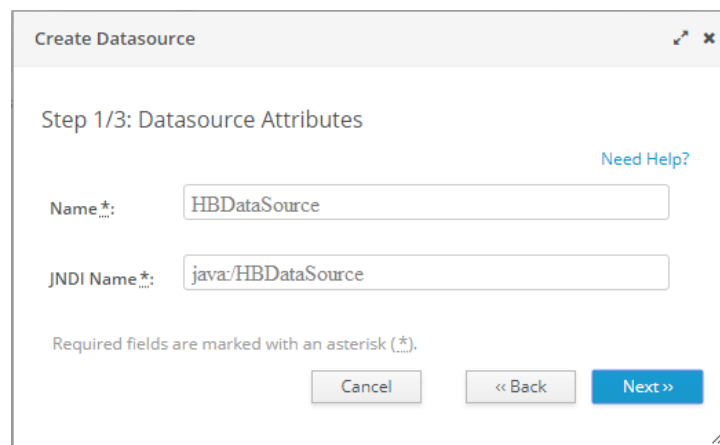 Create Datasource
Step 1/3: Datasource Attributes
Need Help?
Name*: HBDataSource
JNDI Name*: java:/HBDataSource
Required fields are marked with an asterisk (*).
Cancel « Back Next »